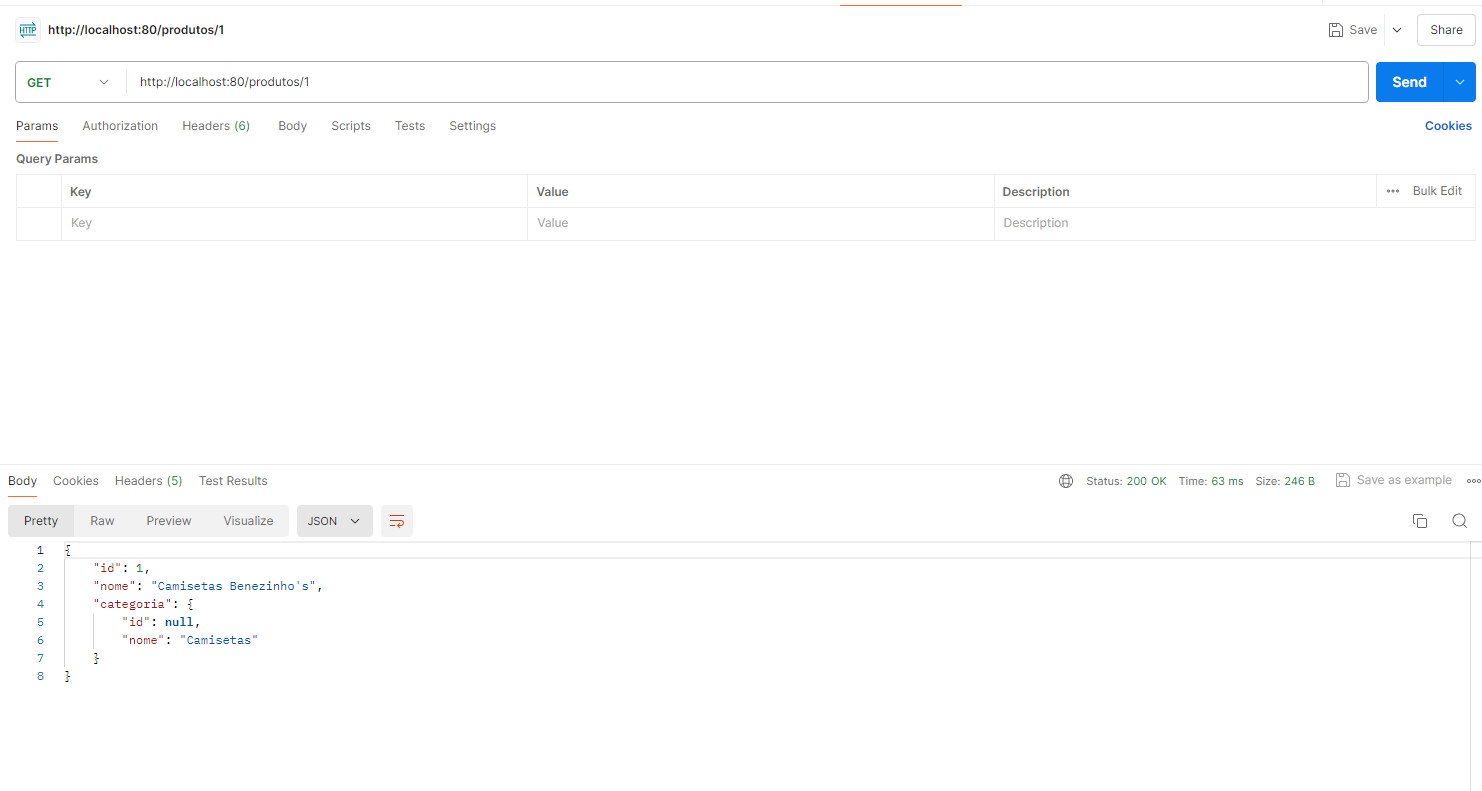 HTTP http://localhost:80/produtos/1 Save Share
GET http://localhost:80/produtos/1 Send
Params Authorization Headers (6) Body Scripts Tests Settings Cookies
Query Params
Key Value Description ••• Bulk Edit
Key Value Description
Body Cookies Headers (5) Test Results Status: 200 OK Time: 63 ms Size: 246 B Save as example
Pretty Raw Preview Visualize JSON
1 {
2 "id": 1,
3 "nome": "Camisetas Benezinho's",
4 "categoria": {
5 "id": null,
6 "nome": "Camisetas"
7 }
8 }